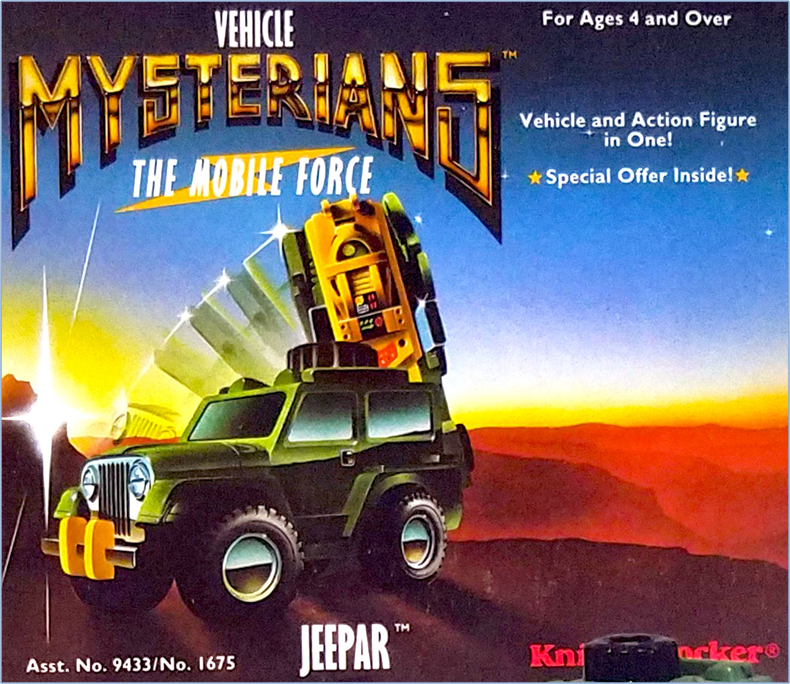 VEHICLE
MYSTERIANS™
THE MOBILE FORCE
For Ages 4 and Over
Vehicle and Action Figure
in One!
Special Offer Inside!
JEEPAR™
Asst. No. 9433/No. 1675